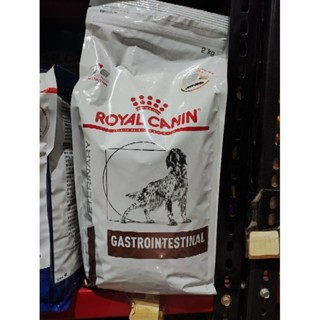 2 kg
ROYAL CANIN
VETERINARY
GASTROINTESTINAL